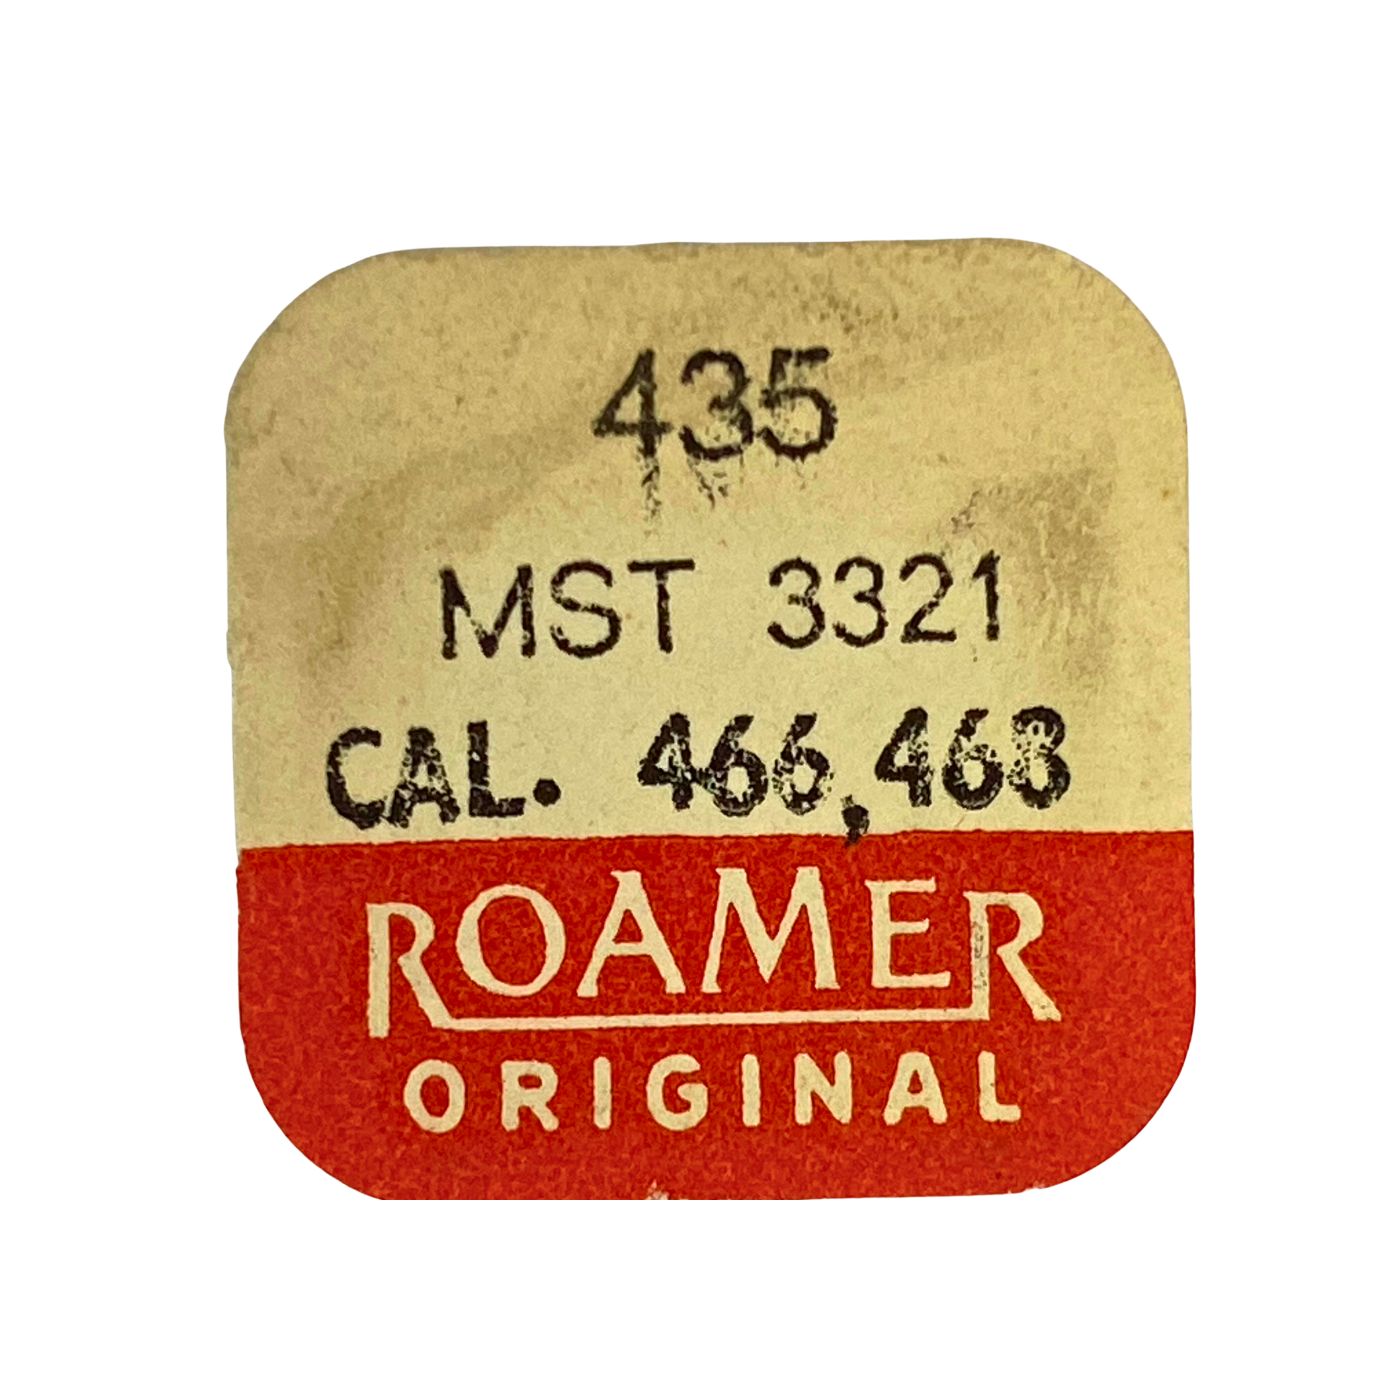 435
MST 3321
CAL. 466,468
ROAMER
ORIGINAL